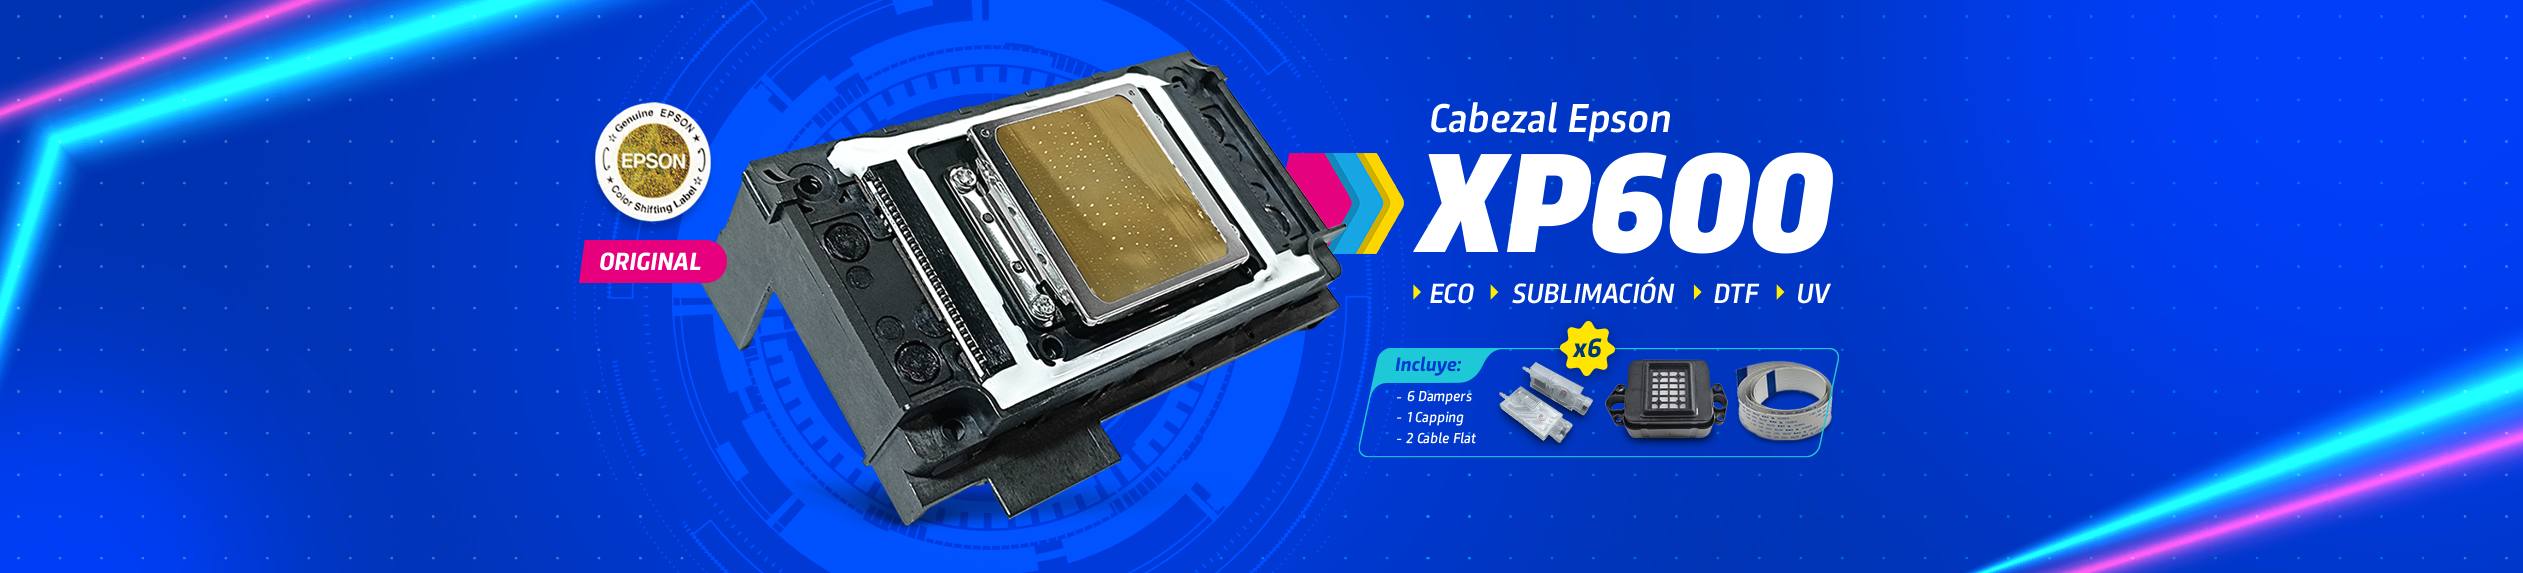 Genuine EPSON
EPSON
Color Shifting Label
ORIGINAL
Cabezal Epson
XP600
ECO SUBLIMACIÓN DTF UV
Incluye:
x6
- 6 Dampers
- 1 Capping
- 2 Cable Flat